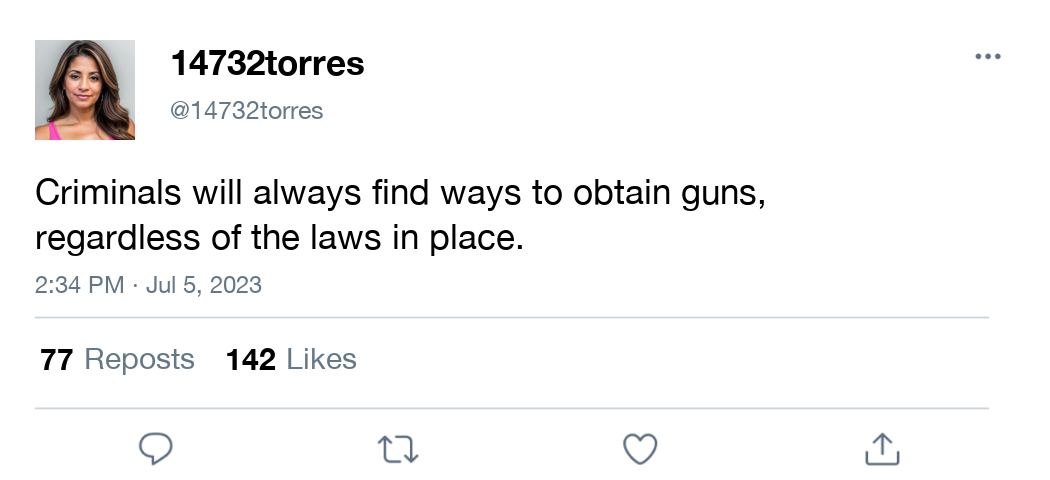 14732torres
@14732torres
Criminals will always find ways to obtain guns,
regardless of the laws in place.
2:34 PM · Jul 5, 2023
77 Reposts 142 Likes